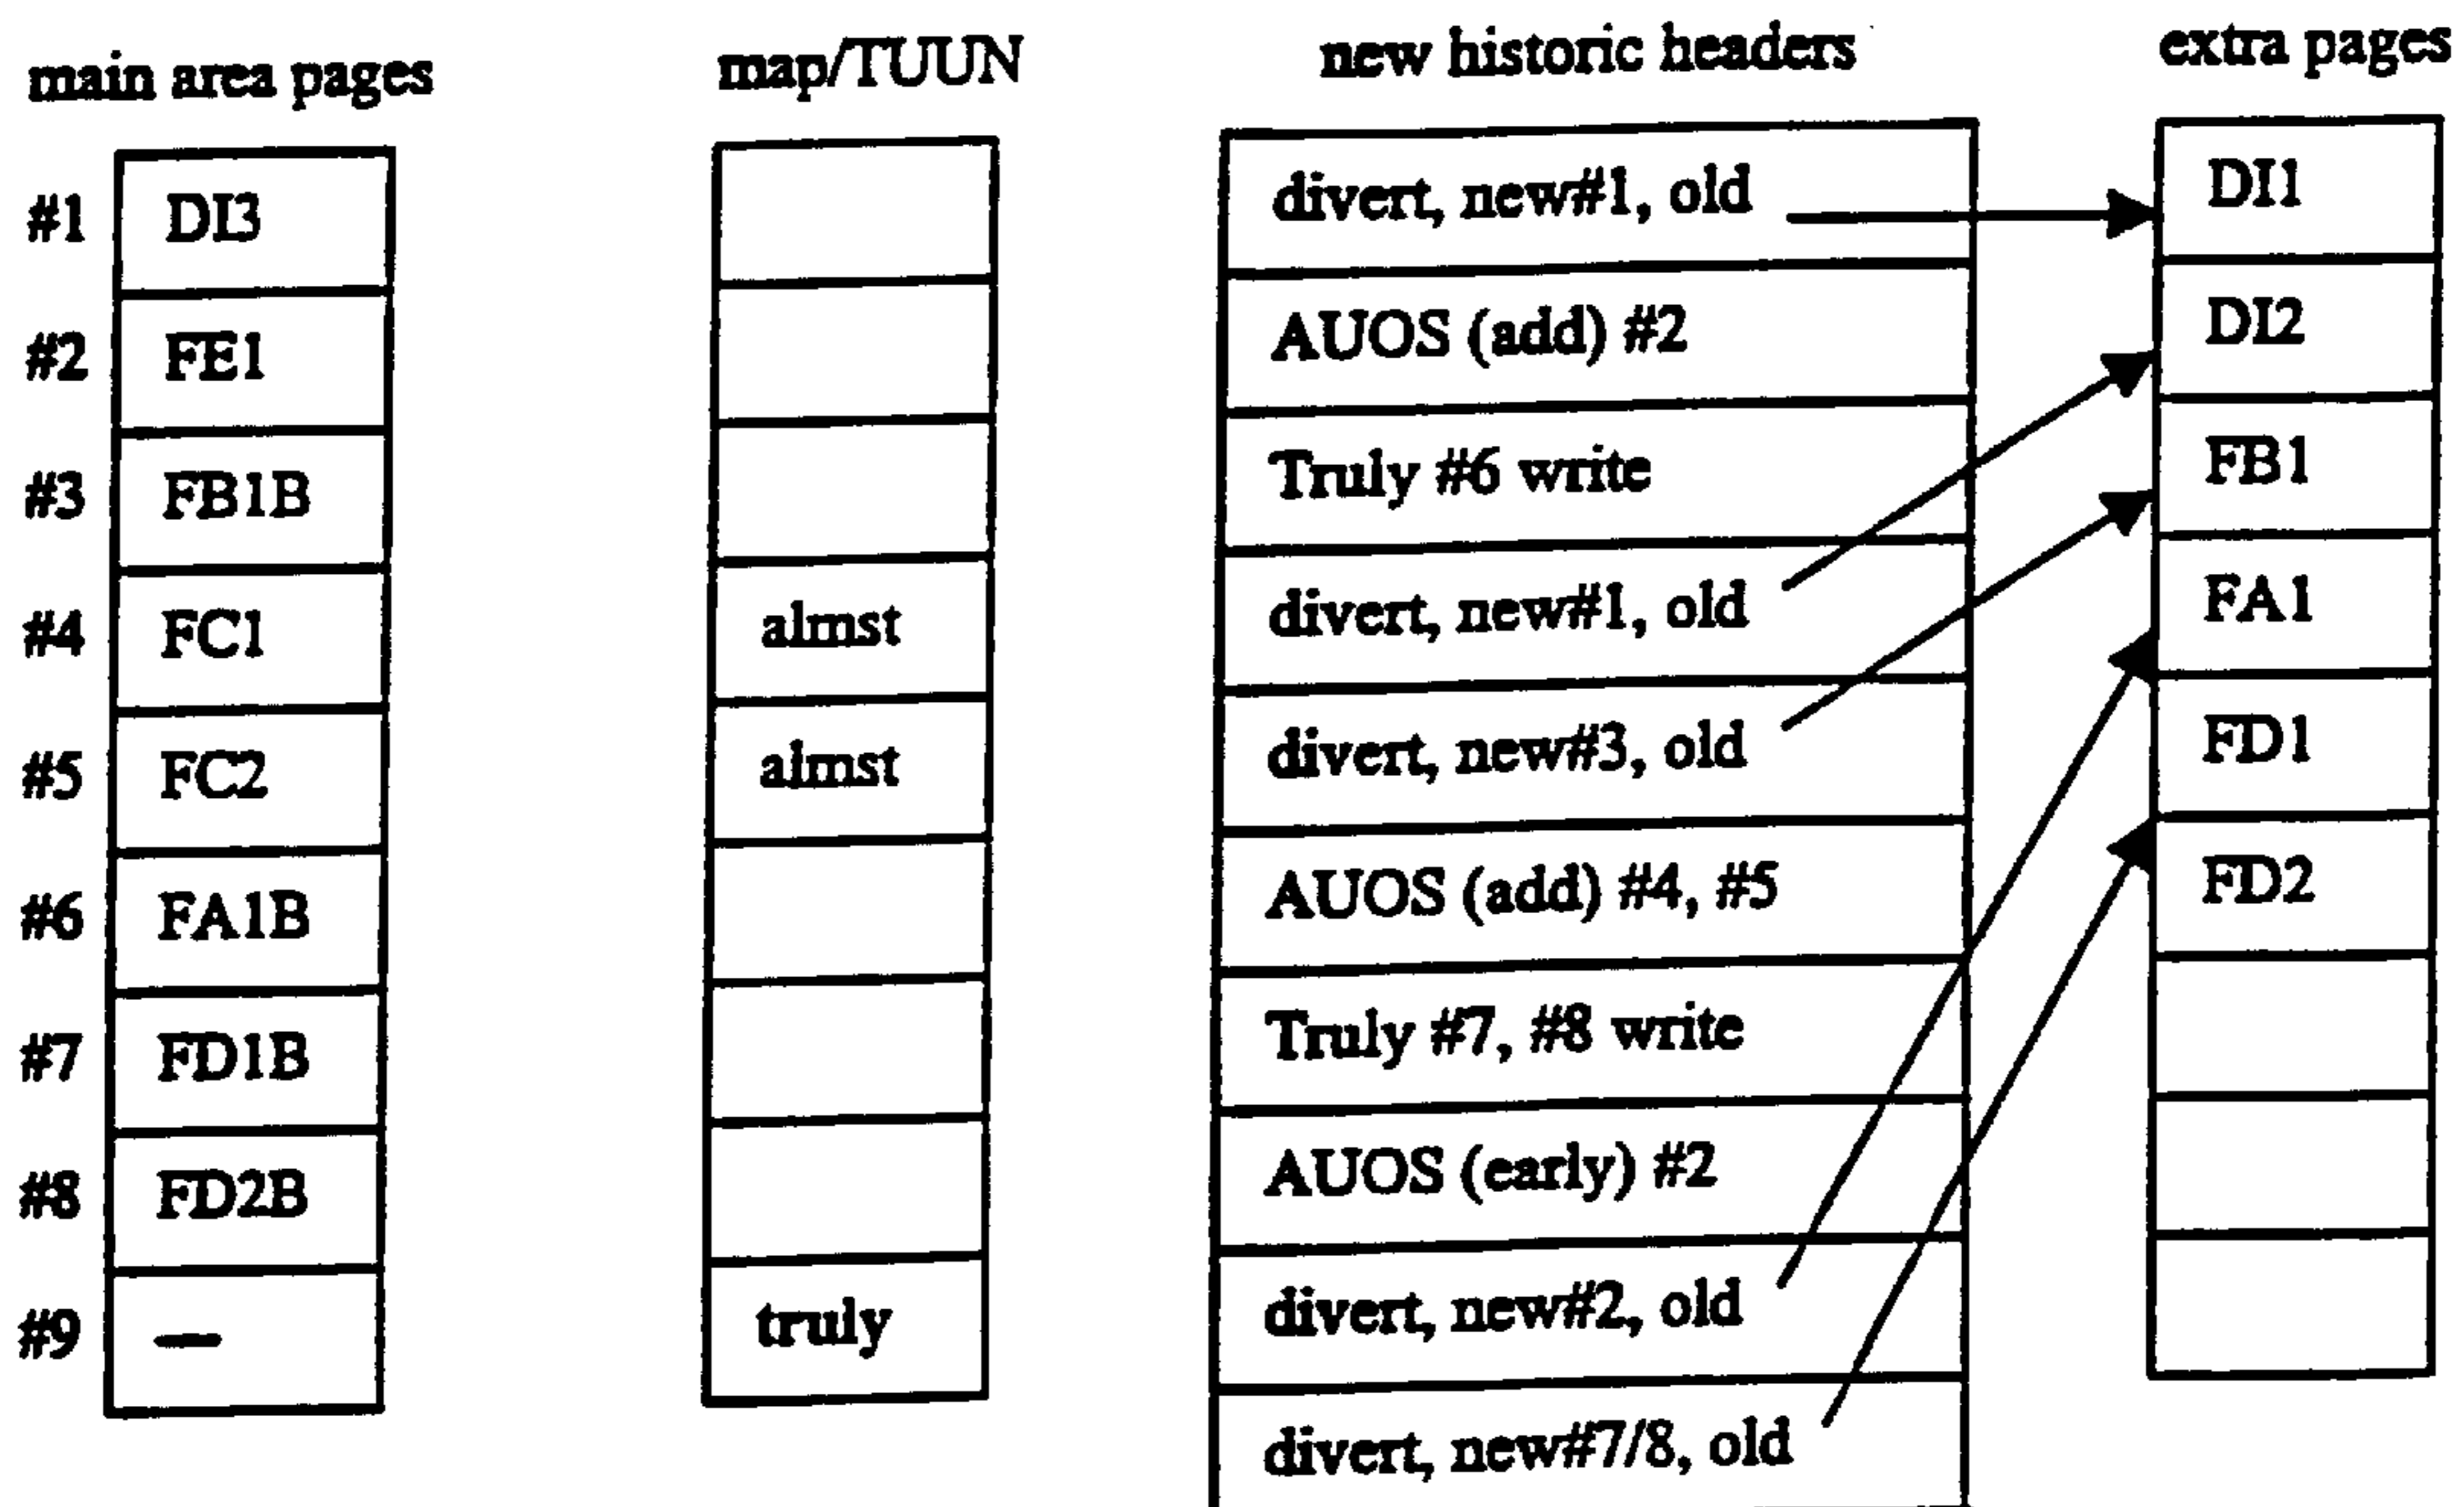 main area pages
#1 DI3
#2 FE1
#3 FB1B
#4 FC1
#5 FC2
#6 FA1B
#7 FD1B
#8 FD2B
#9 —
map/TUUN
almst
almst
truly
new historic headers
divert, new#1, old
AUOS (add) #2
Truly #6 write
divert, new#1, old
divert, new#3, old
AUOS (add) #4, #5
Truly #7, #8 write
AUOS (early) #2
divert, new#2, old
divert, new#7/8, old
extra pages
DI1
DI2
FB1
FA1
FD1
FD2